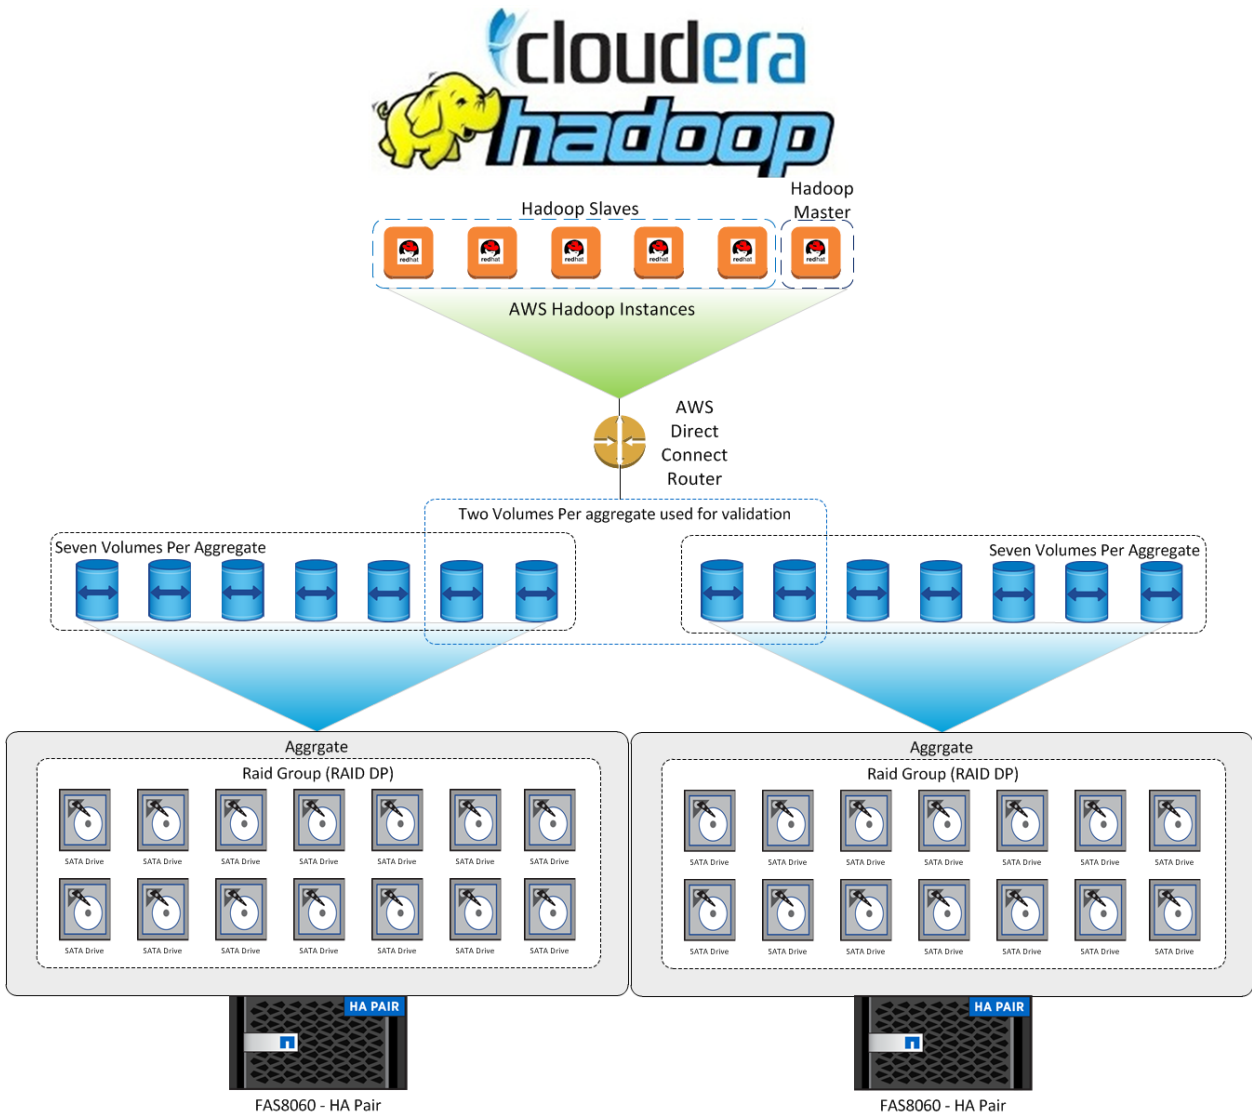 cloudera
hadoop
Hadoop Slaves
Hadoop
Master
redhat
redhat
redhat
redhat
redhat
redhat
AWS Hadoop Instances
AWS
Direct
Connect
Router
Two Volumes Per aggregate used for validation
Seven Volumes Per Aggregate
Seven Volumes Per Aggregate
Aggrgate
Raid Group (RAID DP)
SATA Drive SATA Drive SATA Drive SATA Drive SATA Drive SATA Drive SATA Drive
SATA Drive SATA Drive SATA Drive SATA Drive SATA Drive SATA Drive SATA Drive
HA PAIR
FAS8060 - HA Pair
Aggrgate
Raid Group (RAID DP)
SATA Drive SATA Drive SATA Drive SATA Drive SATA Drive SATA Drive SATA Drive
SATA Drive SATA Drive SATA Drive SATA Drive SATA Drive SATA Drive SATA Drive
HA PAIR
FAS8060 - HA Pair